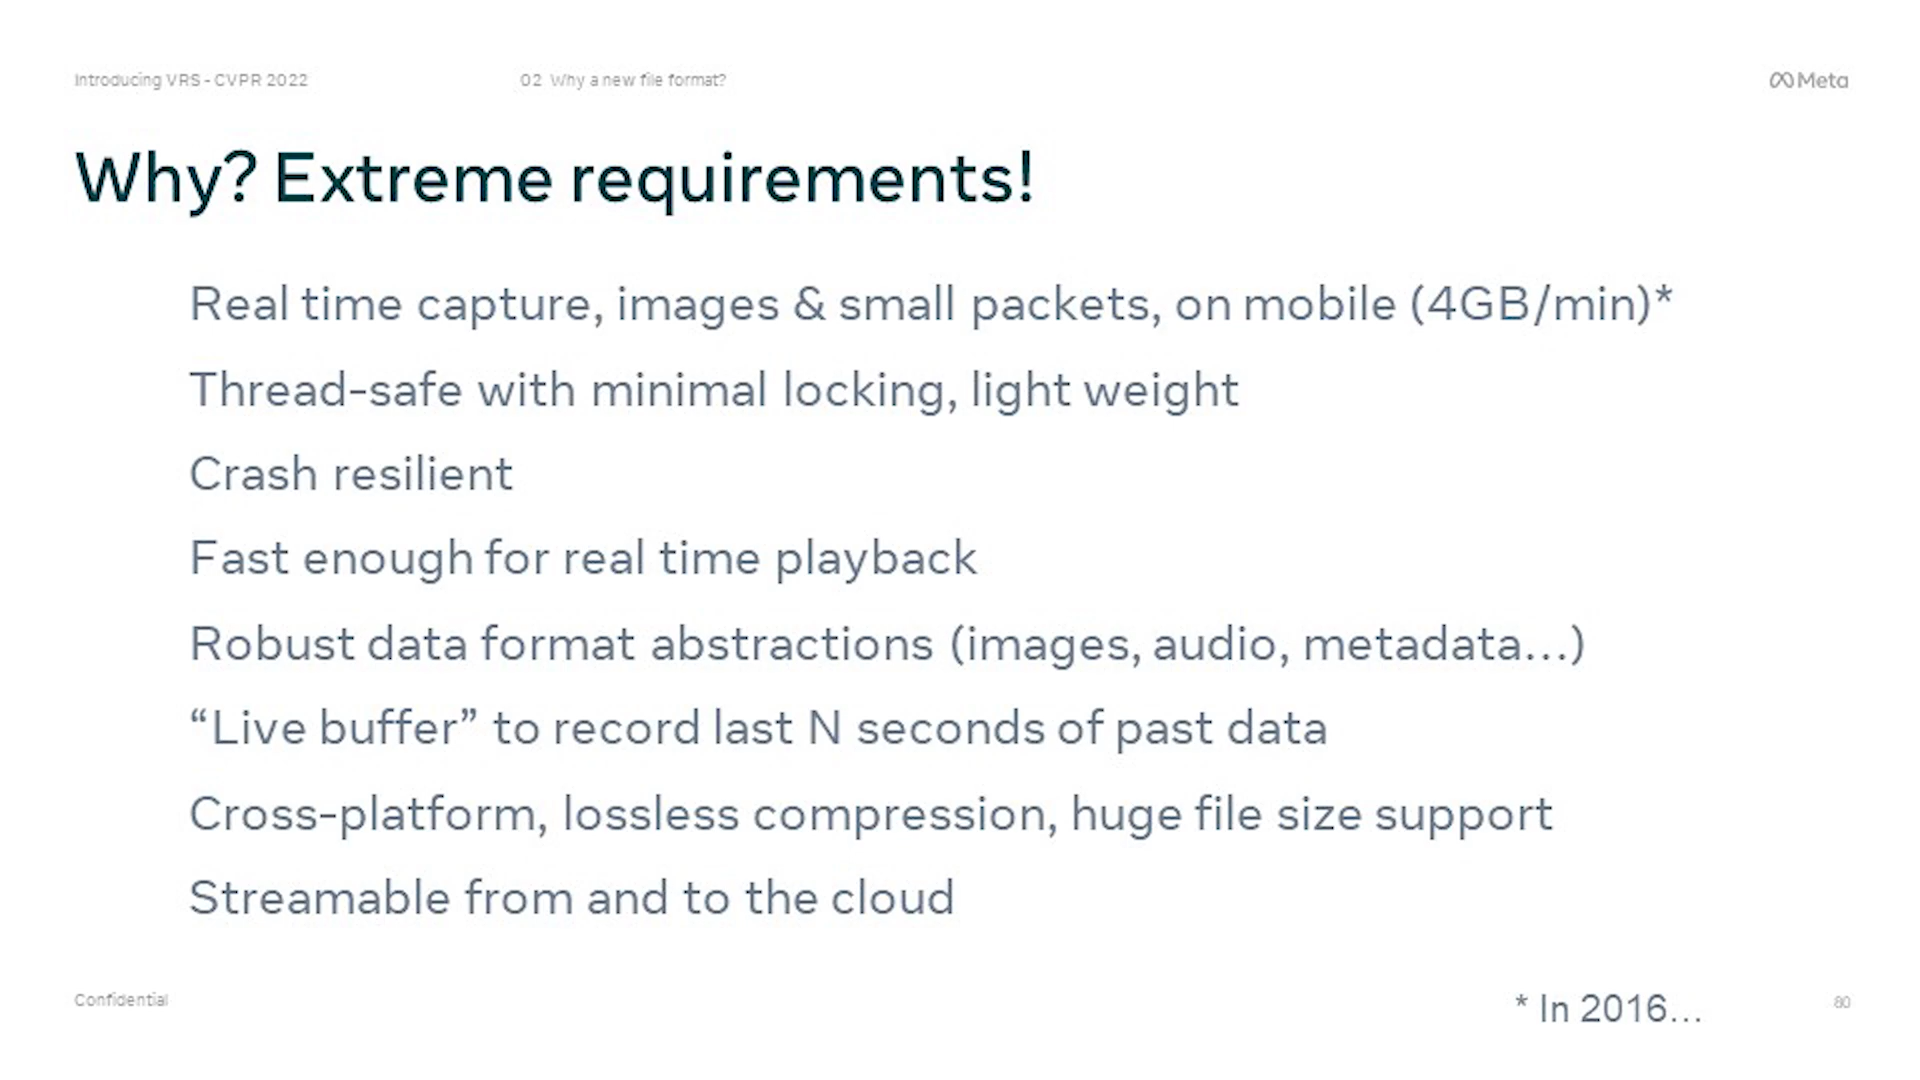 Introducing VRS - CVPR 2022
02 Why a new file format?
Meta
Why? Extreme requirements!
Real time capture, images & small packets, on mobile (4GB/min)*
Thread-safe with minimal locking, light weight
Crash resilient
Fast enough for real time playback
Robust data format abstractions (images, audio, metadata...)
“Live buffer” to record last N seconds of past data
Cross-platform, lossless compression, huge file size support
Streamable from and to the cloud
Confidential
* In 2016...
80